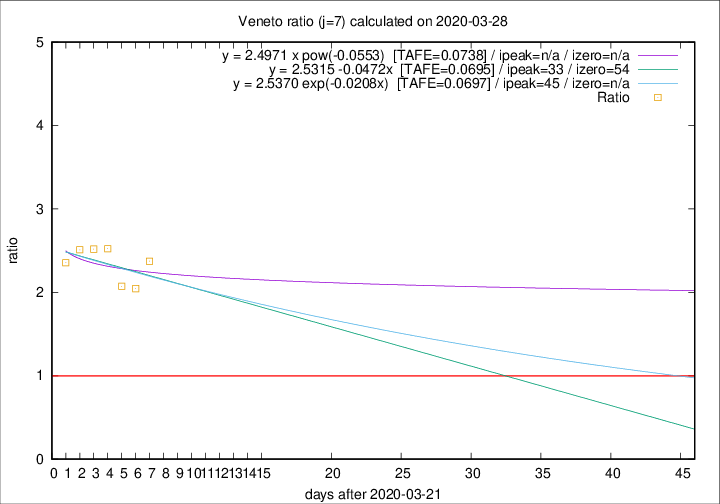 Veneto ratio (j=7) calculated on 2020-03-28
y = 2.4971 x pow(-0.0553) [TAFE=0.0738] / ipeak=n/a / izero=n/a
y = 2.5315 -0.0472x [TAFE=0.0695] / ipeak=33 / izero=54
y = 2.5370 exp(-0.0208x) [TAFE=0.0697] / ipeak=45 / izero=n/a
Ratio
5
4
3
2
1
0
ratio
0 1 2 3 4 5 6 7 8 9 10 11 12 13 14 15 20 25 30 35 40 45
days after 2020-03-21